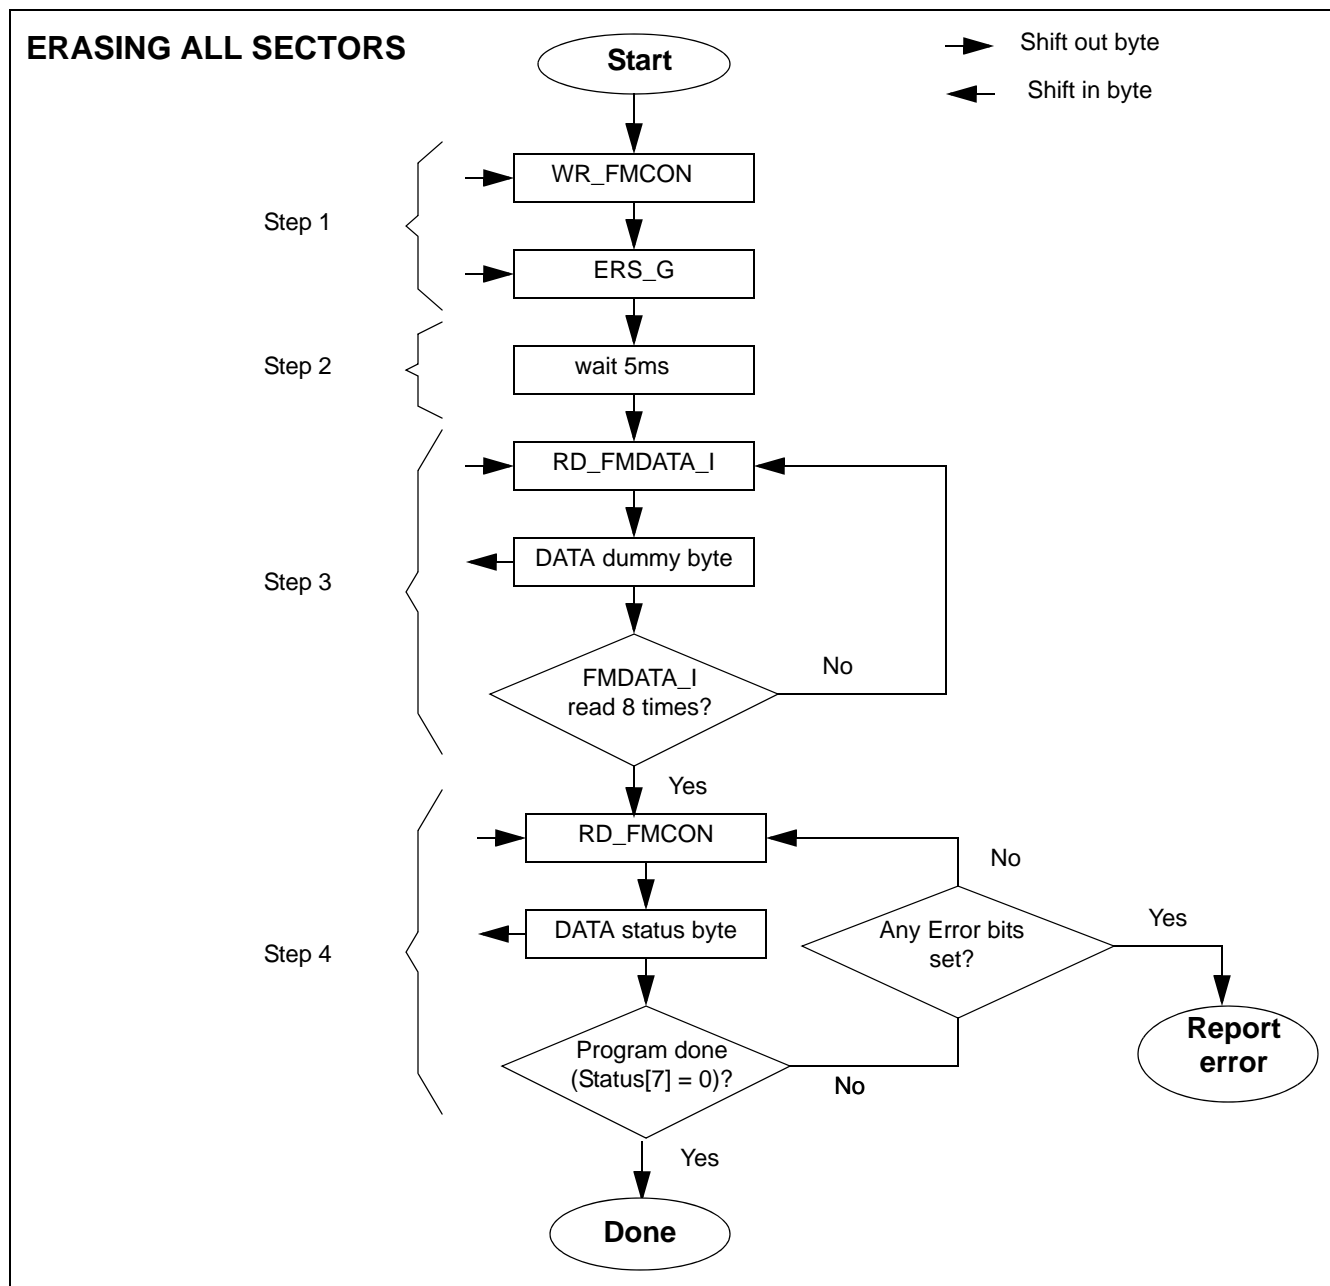 ERASING ALL SECTORS
Start
Shift out byte
Shift in byte
WR_FMCON
Step 1
ERS_G
Step 2
wait 5ms
RD_FMDATA_I
DATA dummy byte
Step 3
FMDATA_I
read 8 times?
No
Yes
RD_FMCON
No
DATA status byte
Any Error bits
set?
Yes
Step 4
Program done
(Status[7] = 0)?
No
Report
error
Yes
Done